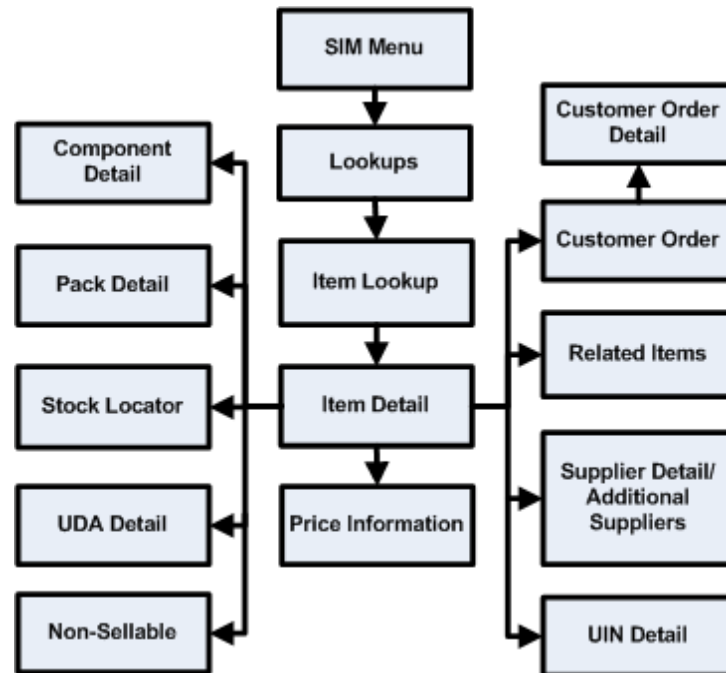 SIM Menu
Lookups
Item Lookup
Item Detail
Price Information
Component
Detail
Pack Detail
Stock Locator
UDA Detail
Non-Sellable
Customer Order
Detail
Customer Order
Related Items
Supplier Detail/
Additional
Suppliers
UIN Detail